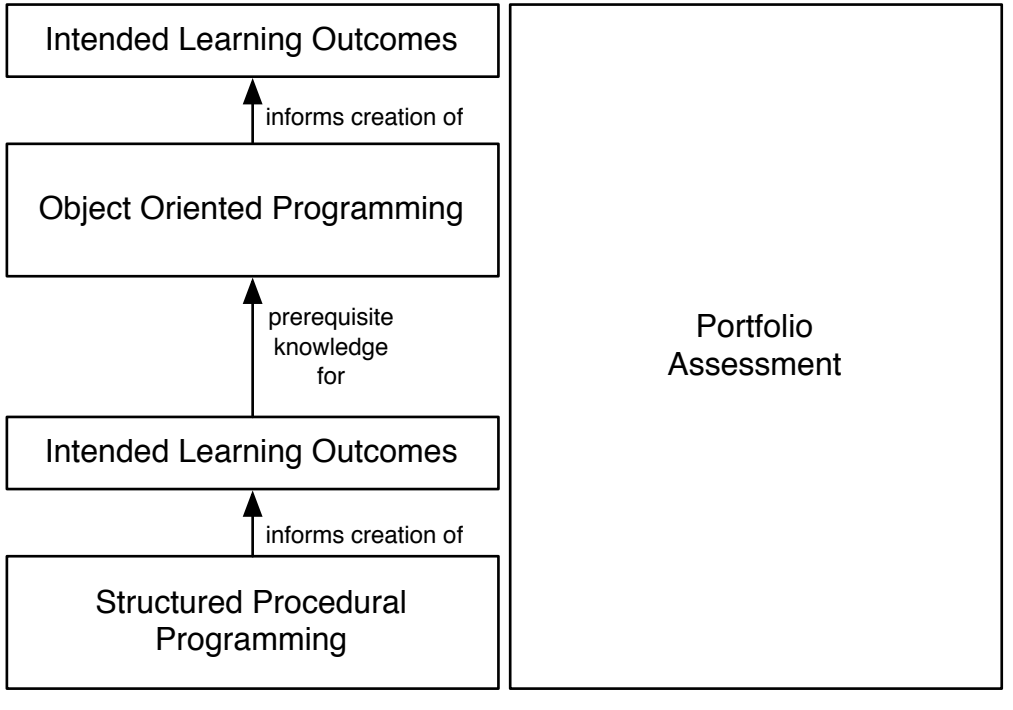 Intended Learning Outcomes
informs creation of
Object Oriented Programming
prerequisite
knowledge
for
Intended Learning Outcomes
informs creation of
Structured Procedural
Programming
Portfolio
Assessment